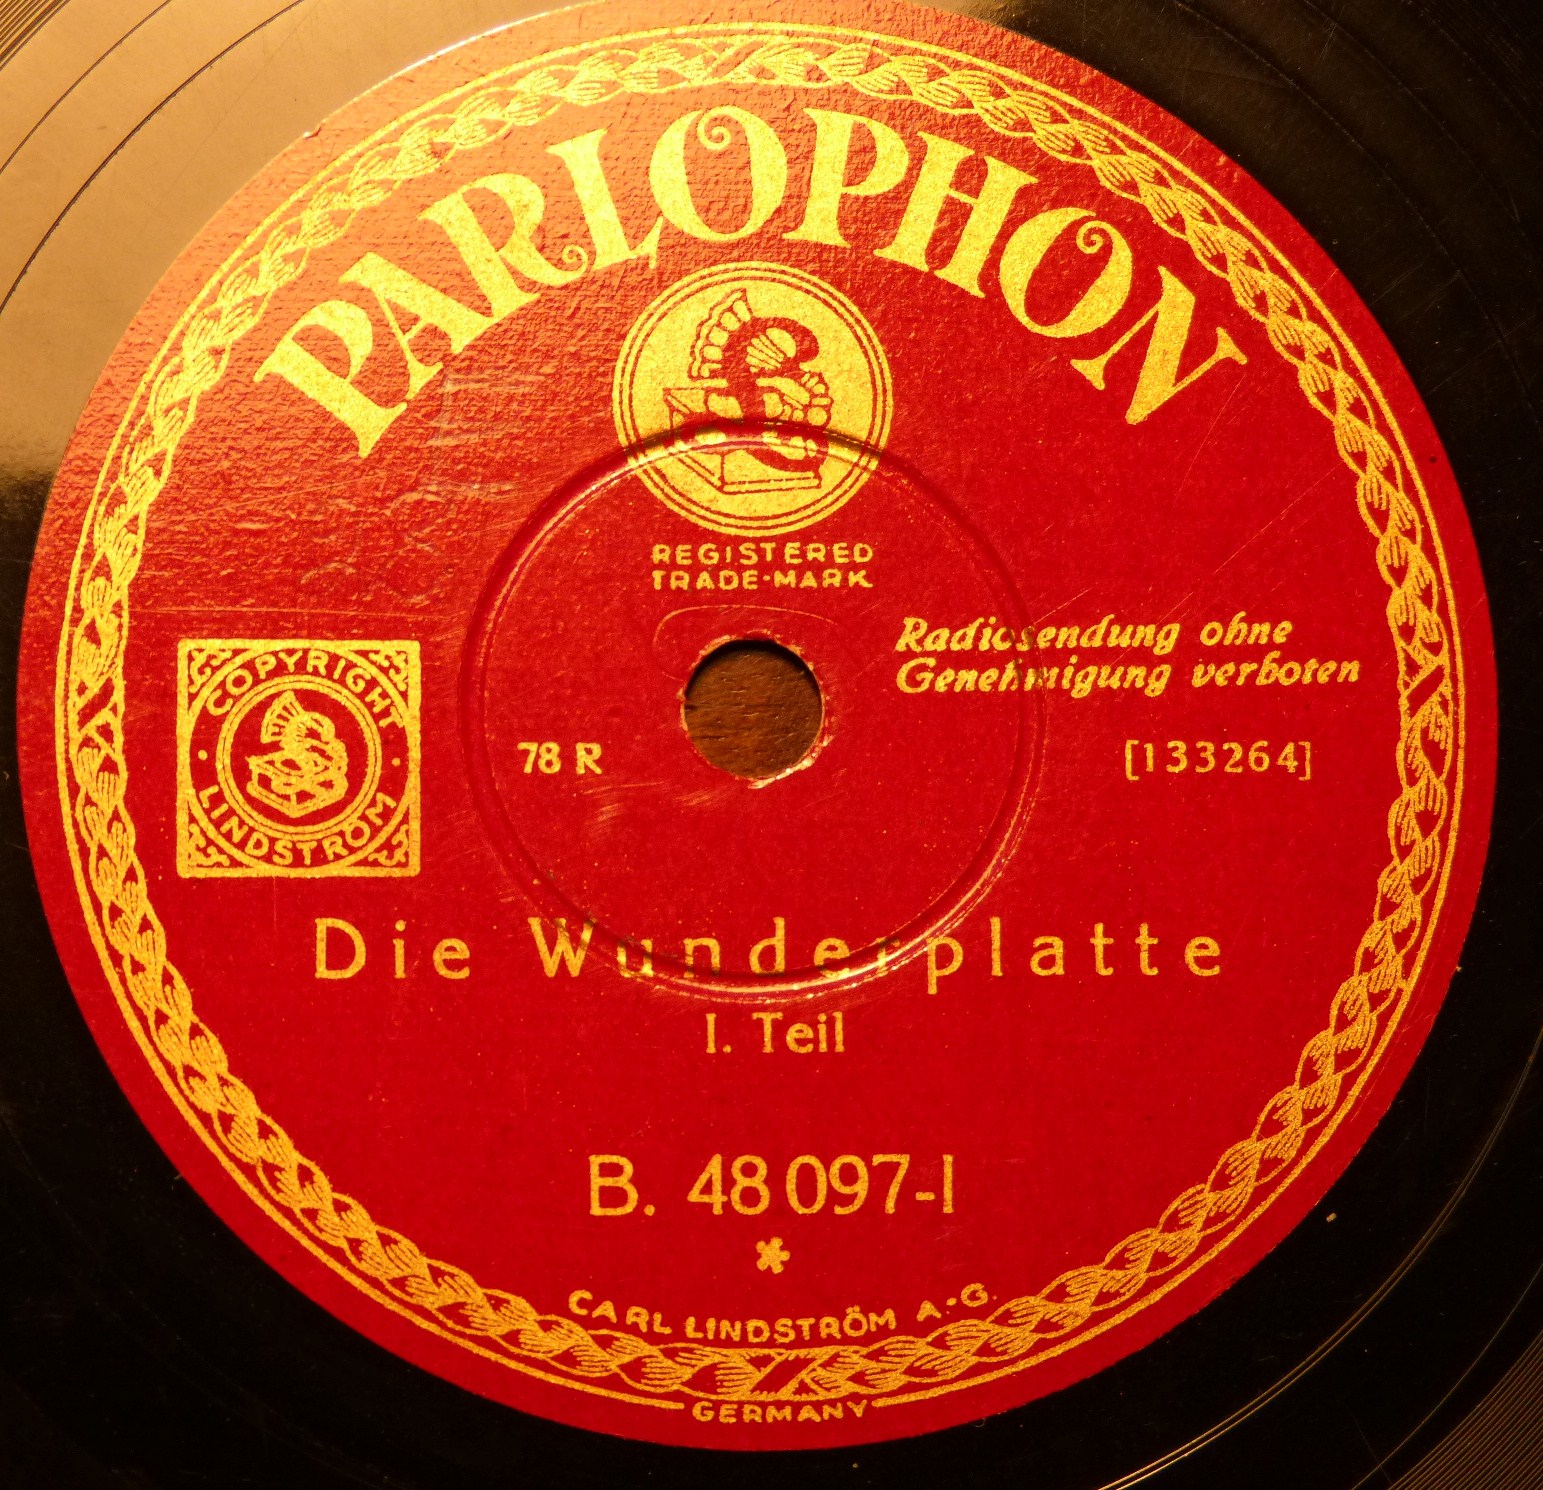 PARLOPHON
REGISTERED
TRADE-MARK
Radiosendung ohne
Genehmigung verboten
COPYRIGHT
LINDSTRÖM
78 R
[133264]
Die Wunderplatte
I. Teil
B. 48 097-I
*
CARL LINDSTRÖM A.-G.
GERMANY